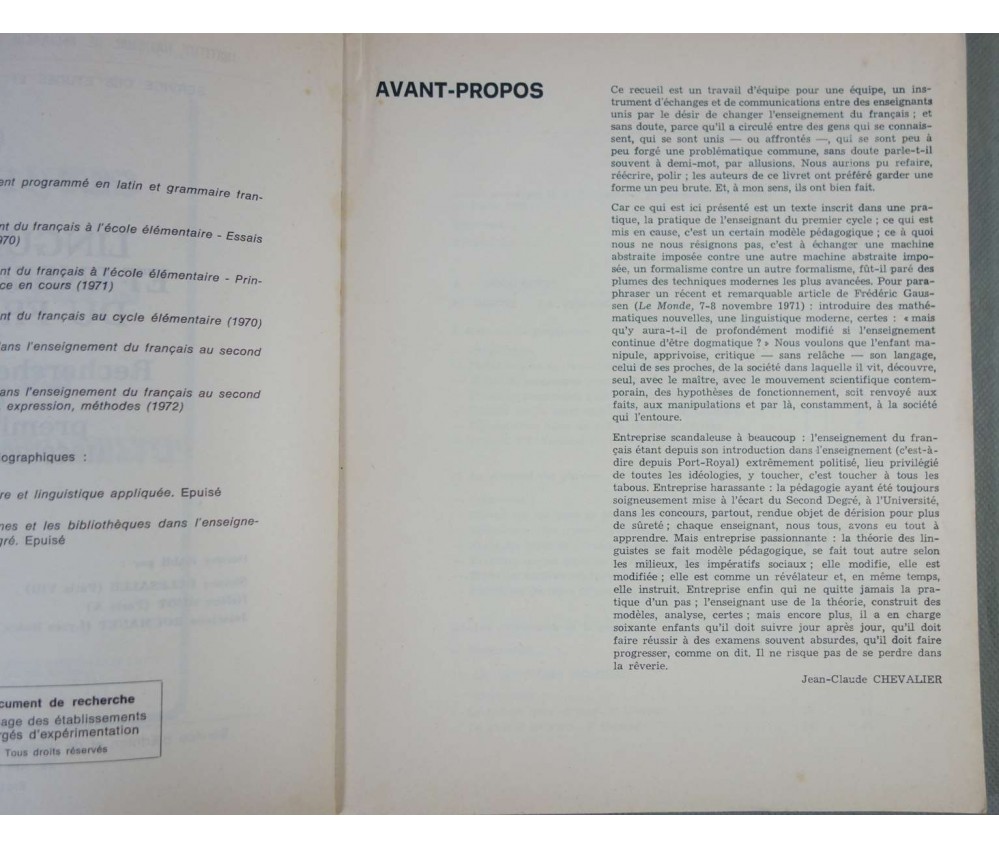 ent programmé en latin et grammaire fran-
nt du français à l'école élémentaire - Essais
970)
nt du français à l'école élémentaire - Prin-
ce en cours (1971)
nt du français au cycle élémentaire (1970)
ans l'enseignement du français au second
ans l'enseignement du français au second
expression, méthodes (1972)
ographiques :
re et linguistique appliquée. Epuisé
nes et les bibliothèques dans l'enseigne-
gré. Epuisé
cument de recherche
age des établissements
rgés d'expérimentation
Tous droits réservés
AVANT-PROPOS
Ce recueil est un travail d'équipe pour une équipe, un ins-
trument d'échanges et de communications entre des enseignants
unis par le désir de changer l'enseignement du français ; et
sans doute, parce qu'il a circulé entre des gens qui se connais-
sent, qui se sont unis — ou affrontés —, qui se sont peu à
peu forgé une problématique commune, sans doute parle-t-il
souvent à demi-mot, par allusions. Nous aurions pu refaire,
réécrire, polir ; les auteurs de ce livret ont préféré garder une
forme un peu brute. Et, à mon sens, ils ont bien fait.
Car ce qui est ici présenté est un texte inscrit dans une pra-
tique, la pratique de l'enseignant du premier cycle ; ce qui est
mis en cause, c'est un certain modèle pédagogique ; ce à quoi
nous ne nous résignons pas, c'est à échanger une machine
abstraite imposée contre une autre machine abstraite impo-
sée, un formalisme contre un autre formalisme, fût-il paré des
plumes des techniques modernes les plus avancées. Pour para-
phraser un récent et remarquable article de Frédéric Gaus-
sen (Le Monde, 7-8 novembre 1971) : introduire des mathé-
matiques nouvelles, une linguistique moderne, certes : « mais
qu'y aura-t-il de profondément modifié si l'enseignement
continue d'être dogmatique ? » Nous voulons que l'enfant ma-
nipule, apprivoise, critique — sans relâche — son langage,
celui de ses proches, de la société dans laquelle il vit, découvre,
seul, avec le maître, avec le mouvement scientifique contem-
porain, des hypothèses de fonctionnement, soit renvoyé aux
faits, aux manipulations et par là, constamment, à la société
qui l'entoure.
Entreprise scandaleuse à beaucoup : l'enseignement du fran-
çais étant depuis son introduction dans l'enseignement (c'est-à-
dire depuis Port-Royal) extrêmement politisé, lieu privilégié
de toutes les idéologies, y toucher, c'est toucher à tous les
tabous. Entreprise harassante : la pédagogie ayant été toujours
soigneusement mise à l'écart du Second Degré, à l'Université,
dans les concours, partout, rendue objet de dérision pour plus
de sûreté ; chaque enseignant, nous tous, avons eu tout à
apprendre. Mais entreprise passionnante : la théorie des lin-
guistes se fait modèle pédagogique, se fait tout autre selon
les milieux, les impératifs sociaux ; elle modifie, elle est
modifiée ; elle est comme un révélateur et, en même temps,
elle instruit. Entreprise enfin qui ne quitte jamais la pra-
tique d'un pas ; l'enseignant use de la théorie, construit des
modèles, analyse, certes ; mais encore plus, il a en charge
soixante enfants qu'il doit suivre jour après jour, qu'il doit
faire réussir à des examens souvent absurdes, qu'il doit faire
progresser, comme on dit. Il ne risque pas de se perdre dans
la rêverie.
Jean-Claude CHEVALIER